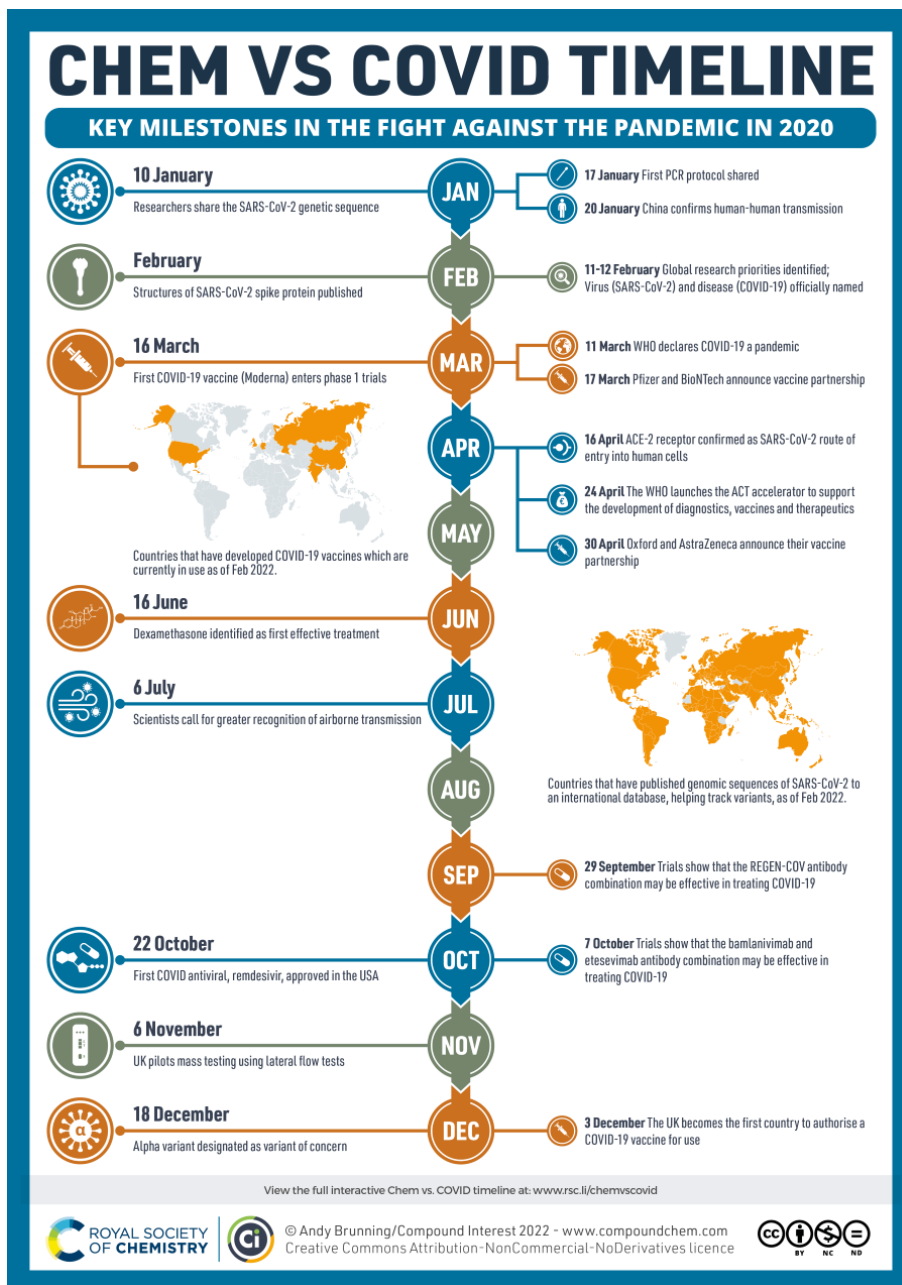 CHEM VS COVID TIMELINE
KEY MILESTONES IN THE FIGHT AGAINST THE PANDEMIC IN 2020
10 January
Researchers share the SARS-CoV-2 genetic sequence
JAN
17 January First PCR protocol shared
20 January China confirms human-human transmission
February
Structures of SARS-CoV-2 spike protein published
FEB
11-12 February Global research priorities identified;
Virus (SARS-CoV-2) and disease (COVID-19) officially named
16 March
First COVID-19 vaccine (Moderna) enters phase 1 trials
MAR
11 March WHO declares COVID-19 a pandemic
17 March Pfizer and BioNTech announce vaccine partnership
Countries that have developed COVID-19 vaccines which are
currently in use as of Feb 2022.
APR
16 April ACE-2 receptor confirmed as SARS-CoV-2 route of
entry into human cells
24 April The WHO launches the ACT accelerator to support
the development of diagnostics, vaccines and therapeutics
€
30 April Oxford and AstraZeneca announce their vaccine
partnership
MAY
16 June
Dexamethasone identified as first effective treatment
JUN
6 July
Scientists call for greater recognition of airborne transmission
JUL
Countries that have published genomic sequences of SARS-CoV-2 to
an international database, helping track variants, as of Feb 2022.
AUG
SEP
29 September Trials show that the REGEN-COV antibody
combination may be effective in treating COVID-19
22 October
First COVID antiviral, remdesivir, approved in the USA
OCT
7 October Trials show that the bamlanivimab and
etesevimab antibody combination may be effective in
treating COVID-19
6 November
UK pilots mass testing using lateral flow tests
NOV
18 December
Alpha variant designated as variant of concern
α
DEC
3 December The UK becomes the first country to authorise a
COVID-19 vaccine for use
View the full interactive Chem vs. COVID timeline at: www.rsc.li/chemvscovid
ROYAL SOCIETY
OF CHEMISTRY
Ci
© Andy Brunning/Compound Interest 2022 - www.compoundchem.com
Creative Commons Attribution-NonCommercial-NoDerivatives licence
cc
BY NC ND